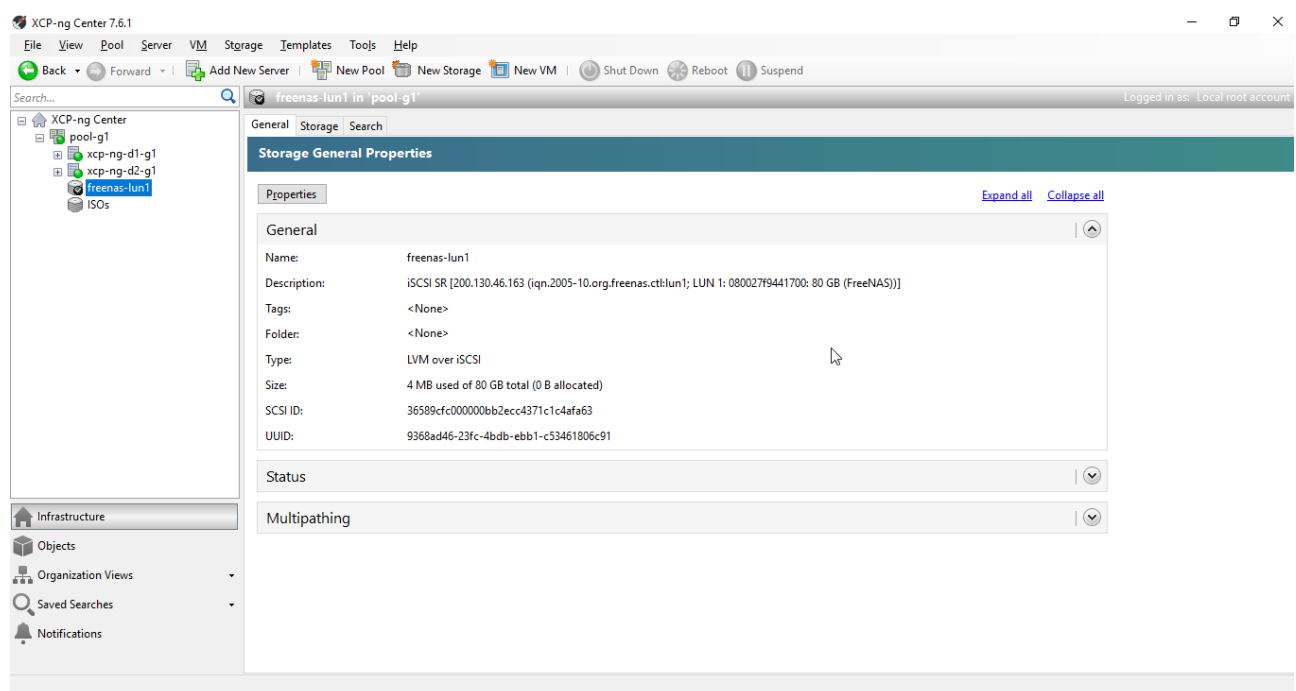 XCP-ng Center 7.6.1
File View Pool Server VM Storage Templates Tools Help
Back Forward Add New Server New Pool New Storage New VM Shut Down Reboot Suspend
Search...
freenas-lun1 in 'pool-g1'
Logged in as: Local root account
XCP-ng Center
pool-g1
xcp-ng-d1-g1
xcp-ng-d2-g1
freenas-lun1
ISOs
Infrastructure
Objects
Organization Views
Saved Searches
Notifications
General Storage Search
Storage General Properties
Properties
Expand all Collapse all
General
Name: freenas-lun1
Description: iSCSI SR [200.130.46.163 (iqn.2005-10.org.freenas.ctl:lun1; LUN 1: 080027f9441700: 80 GB (FreeNAS))]
Tags: <None>
Folder: <None>
Type: LVM over iSCSI
Size: 4 MB used of 80 GB total (0 B allocated)
SCSI ID: 36589cfc000000bb2ecc4371c1c4afa63
UUID: 9368ad46-23fc-4bdb-ebb1-c53461806c91
Status
Multipathing